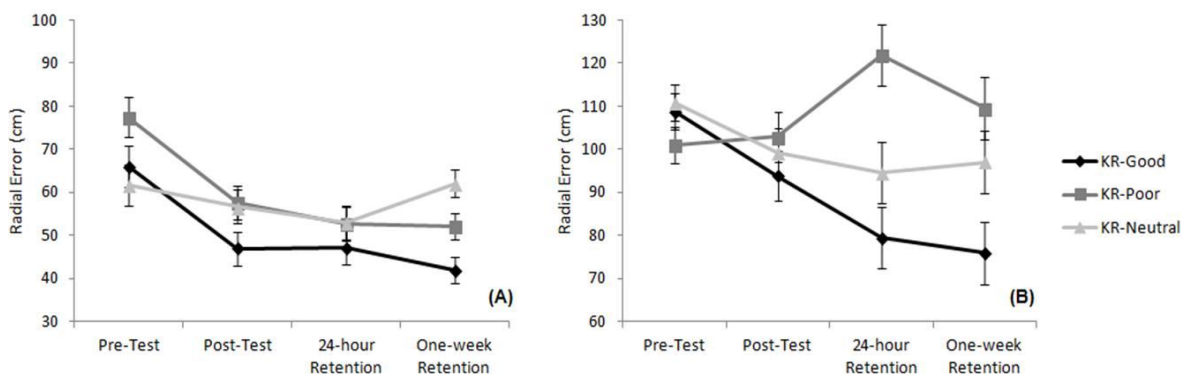 100
90
80
70
60
50
40
30
Radial Error (cm)
Pre-Test
Post-Test
24-hour
Retention
One-week
Retention
(A)
130
120
110
100
90
80
70
60
Radial Error (cm)
Pre-Test
Post-Test
24-hour
Retention
One-week
Retention
(B)
KR-Good
KR-Poor
KR-Neutral